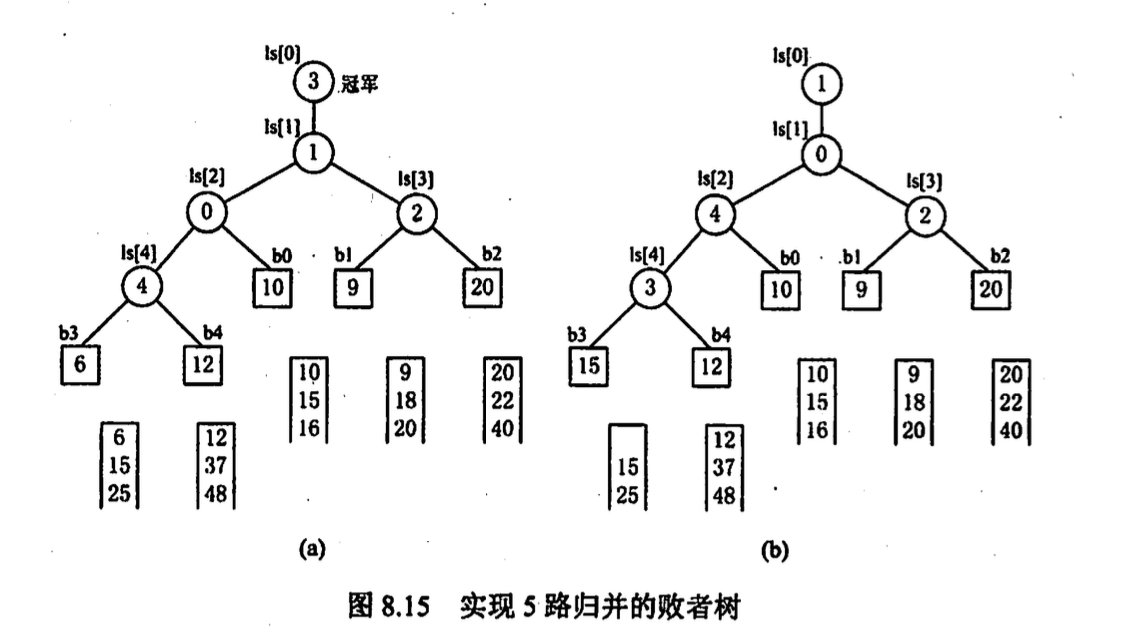 ls[0] ls[0]
3 冠军 1
ls[1] ls[1]
1 0
ls[2] ls[3] ls[2] ls[3]
0 2 4 2
ls[4] b0 b1 b2 ls[4] b0 b1 b2
4 10 9 20 3 10 9 20
b3 b4 b3 b4
6 12 15 12
10 9 20 10 9 20
15 18 22 15 18 22
16 20 40 16 20 40
6 12 12
15 37 15 37
25 48 25 48
(a) (b)
图 8.15 实现 5 路归并的败者树